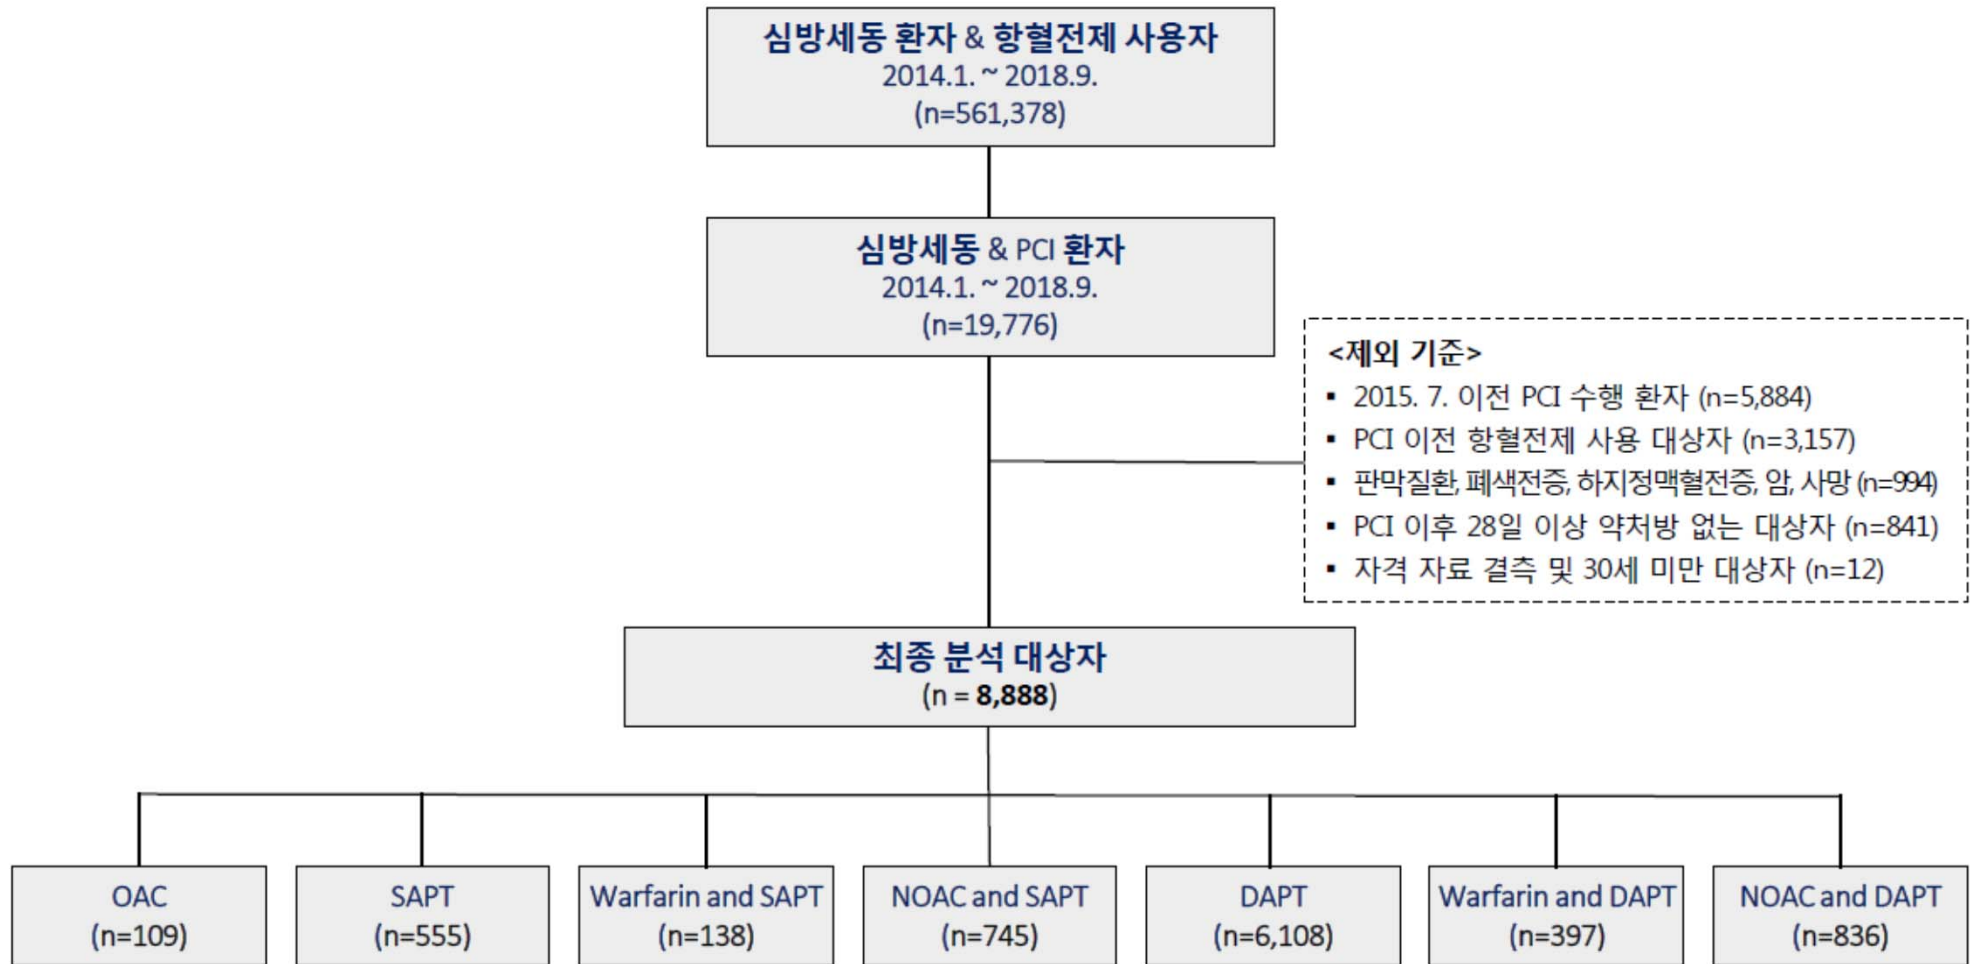 심방세동 환자 & 항혈전제 사용자
2014.1. ~ 2018.9.
(n=561,378)
심방세동 & PCI 환자
2014.1. ~ 2018.9.
(n=19,776)
<제외 기준>
▪ 2015. 7. 이전 PCI 수행 환자 (n=5,884)
▪ PCI 이전 항혈전제 사용 대상자 (n=3,157)
▪ 판막질환, 폐색전증, 하지정맥혈전증, 암, 사망 (n=994)
▪ PCI 이후 28일 이상 약처방 없는 대상자 (n=841)
▪ 자격 자료 결측 및 30세 미만 대상자 (n=12)
최종 분석 대상자
(n = 8,888)
OAC
(n=109)
SAPT
(n=555)
Warfarin and SAPT
(n=138)
NOAC and SAPT
(n=745)
DAPT
(n=6,108)
Warfarin and DAPT
(n=397)
NOAC and DAPT
(n=836)